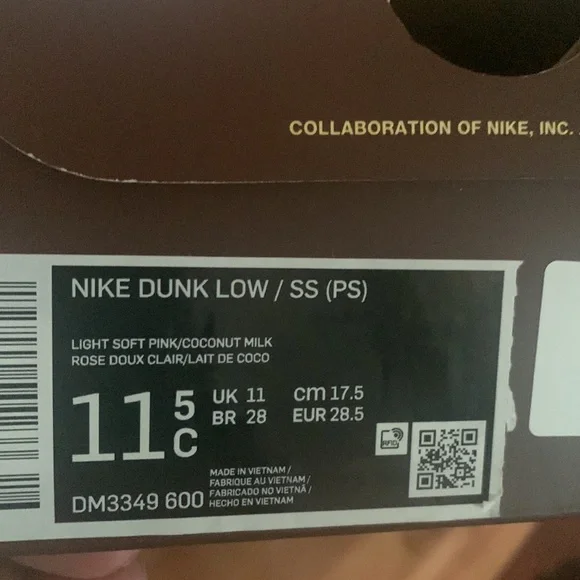 COLLABORATION OF NIKE, INC.
NIKE DUNK LOW / SS (PS)
LIGHT SOFT PINK/COCONUT MILK
ROSE DOUX CLAIR/LAIT DE COCO
11 5 C
UK 11 cm 17.5
BR 28 EUR 28.5
RFID
MADE IN VIETNAM /
FABRIQUE AU VIETNAM /
FABRICADO NO VIETNÃ /
HECHO EN VIETNAM
DM3349 600